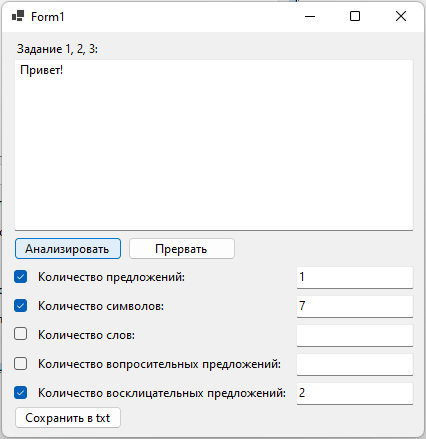 Form1
Задание 1, 2, 3:
Привет!
Анализировать Прервать
Количество предложений: 1
Количество символов: 7
Количество слов:
Количество вопросительных предложений:
Количество восклицательных предложений: 2
Сохранить в txt